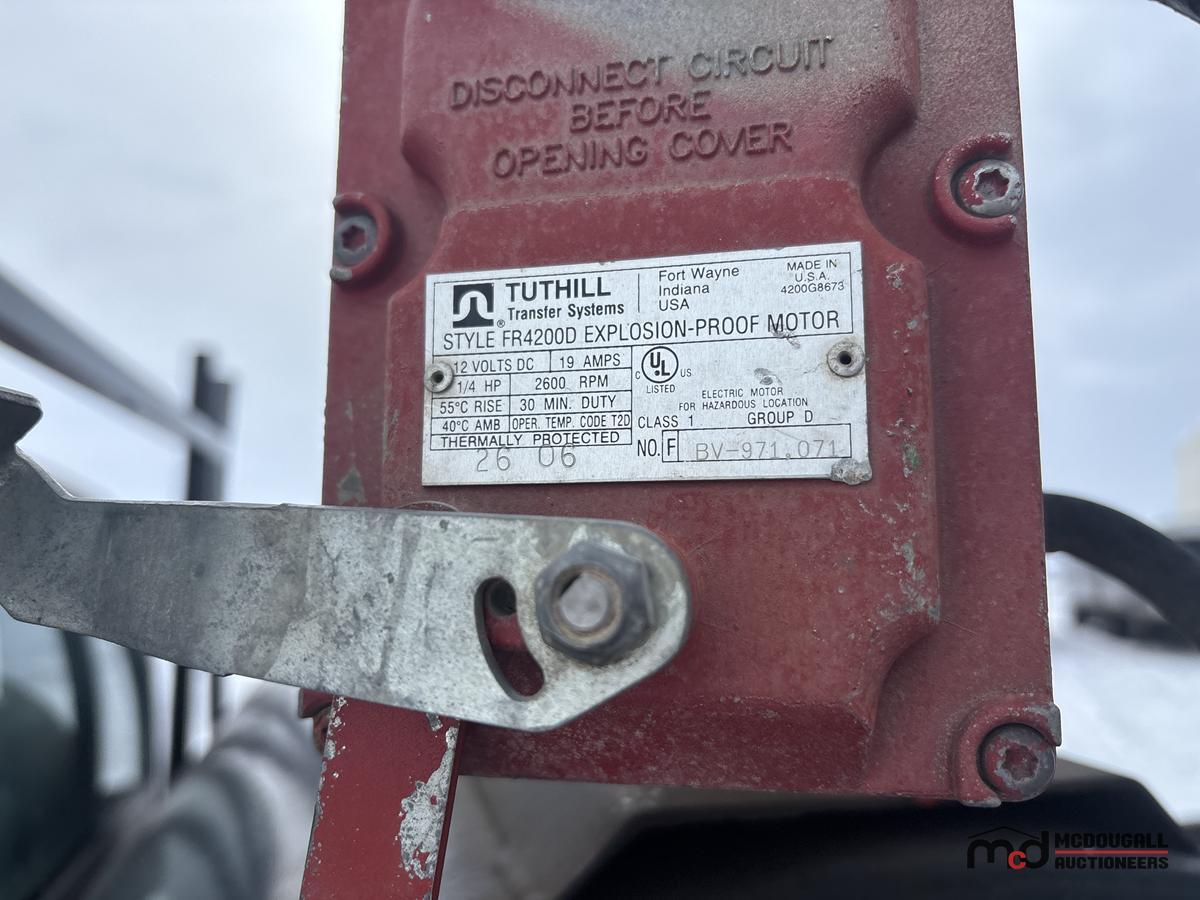 DISCONNECT CIRCUIT
BEFORE
OPENING COVER
TUTHILL
Transfer Systems
®
Fort Wayne
Indiana
USA
MADE IN
U.S.A.
4200G8673
STYLE FR4200D EXPLOSION-PROOF MOTOR
12 VOLTS DC 19 AMPS
1/4 HP 2600 RPM
55°C RISE 30 MIN. DUTY
40°C AMB OPER. TEMP. CODE T2D
THERMALLY PROTECTED
26 06
C UL US
LISTED
ELECTRIC MOTOR
FOR HAZARDOUS LOCATION
CLASS 1 GROUP D
NO. F BV-971,071
mcd MCDOUGALL
AUCTIONEERS